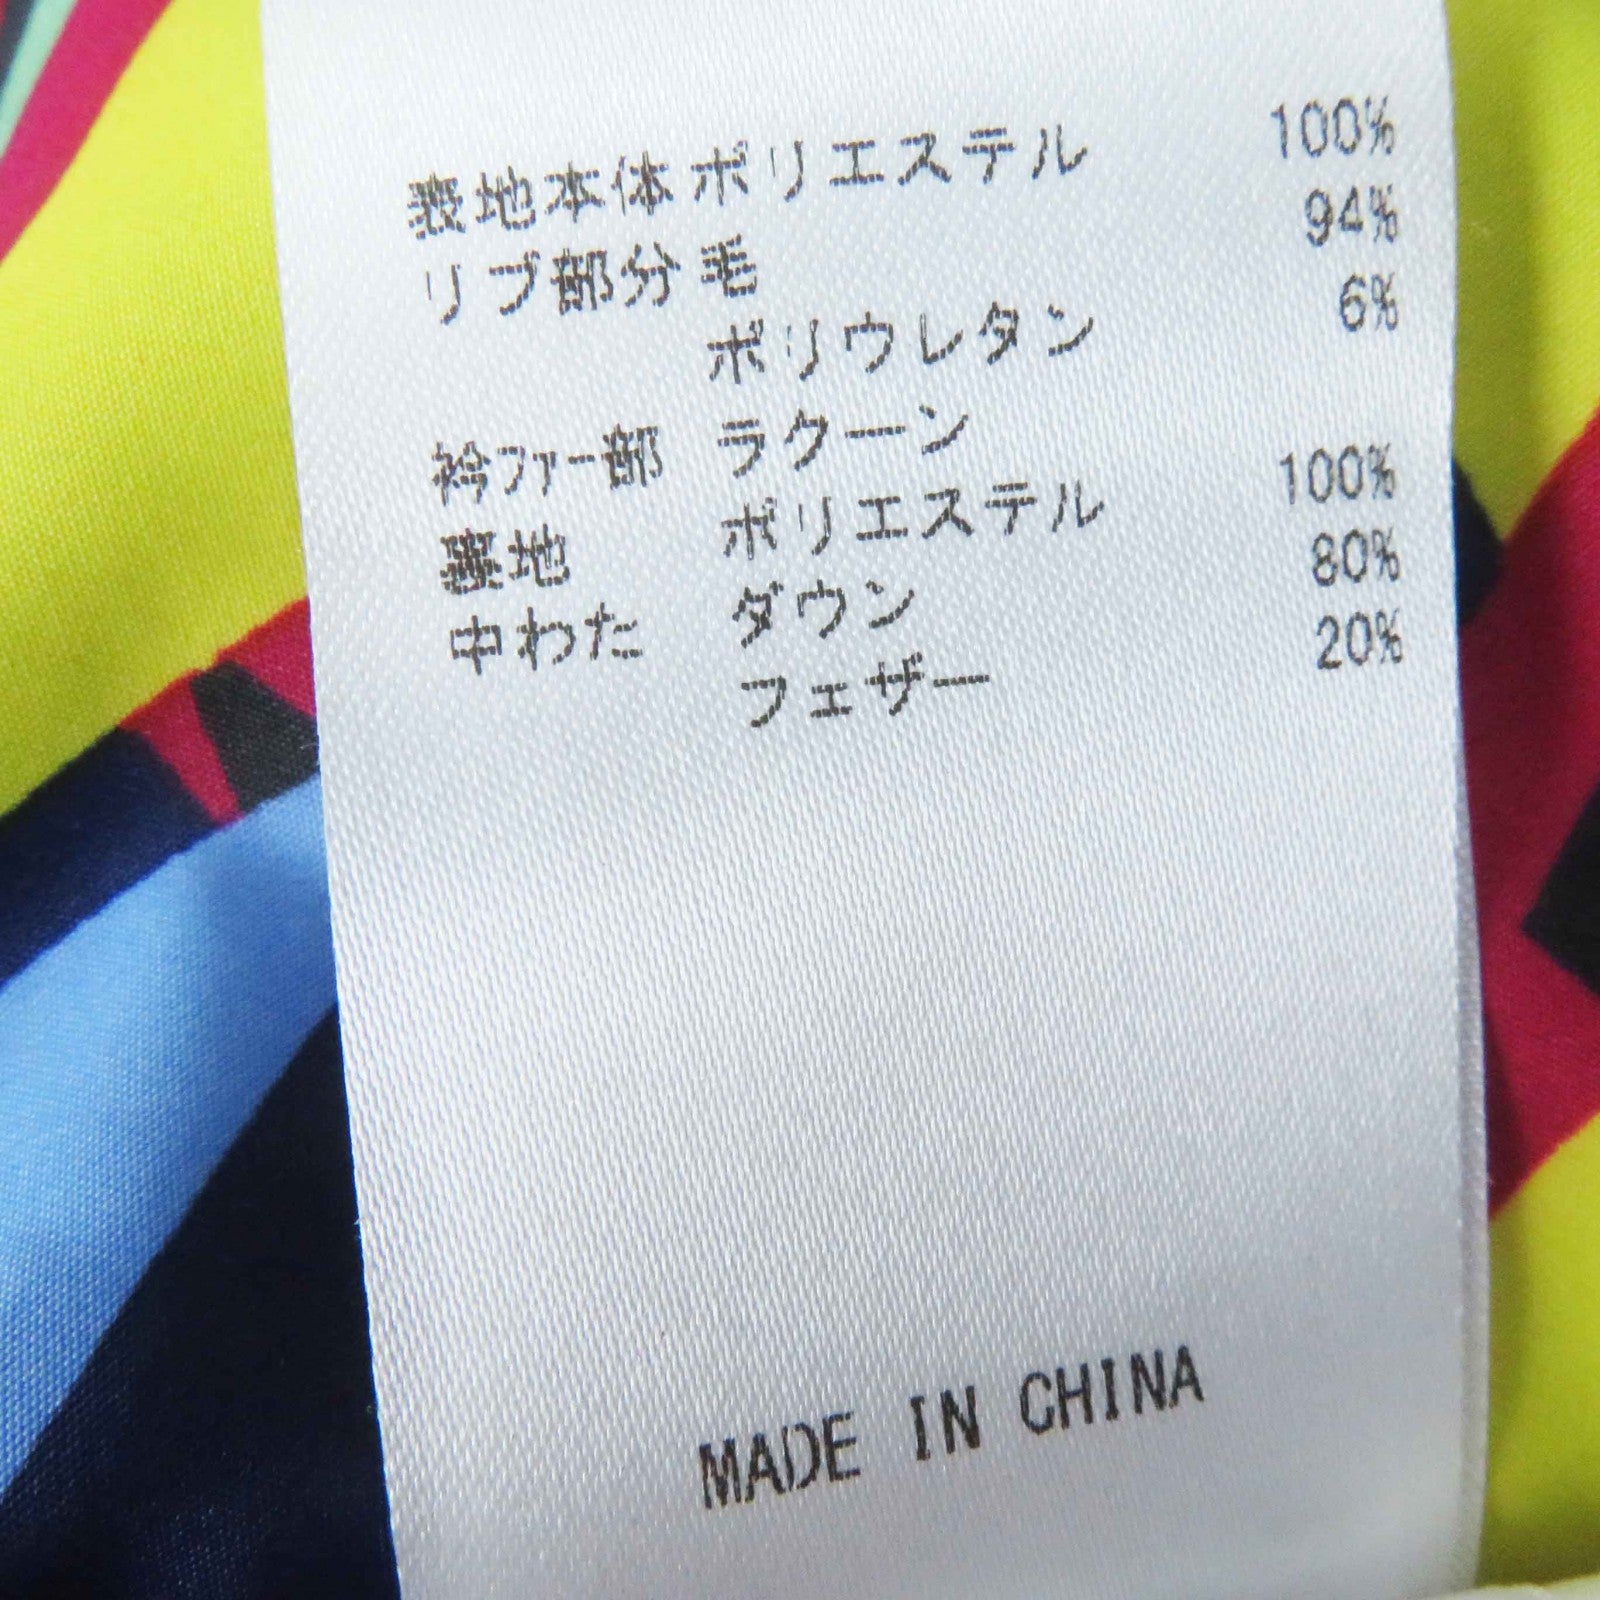 表地本体 ポリエステル 100%
リブ部分 毛 94%
ポリウレタン 6%
衿ファー部 ラクーン
裏地 ポリエステル 100%
中わた ダウン 80%
フェザー 20%
MADE IN CHINA